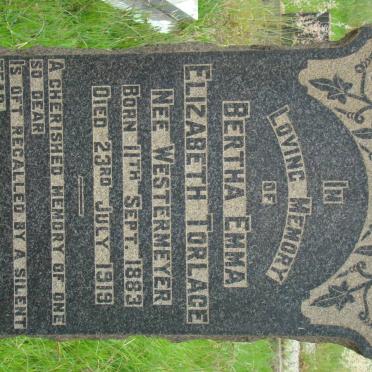 IN
LOVING MEMORY
OF
BERTHA EMMA
ELIZABETH TORLAGE
NEE WESTERMEYER
BORN 11TH SEPT. 1883
DIED 23RD JULY 1919
A CHERISHED MEMORY OF ONE
SO DEAR
IS OFT RECALLED BY A SILENT